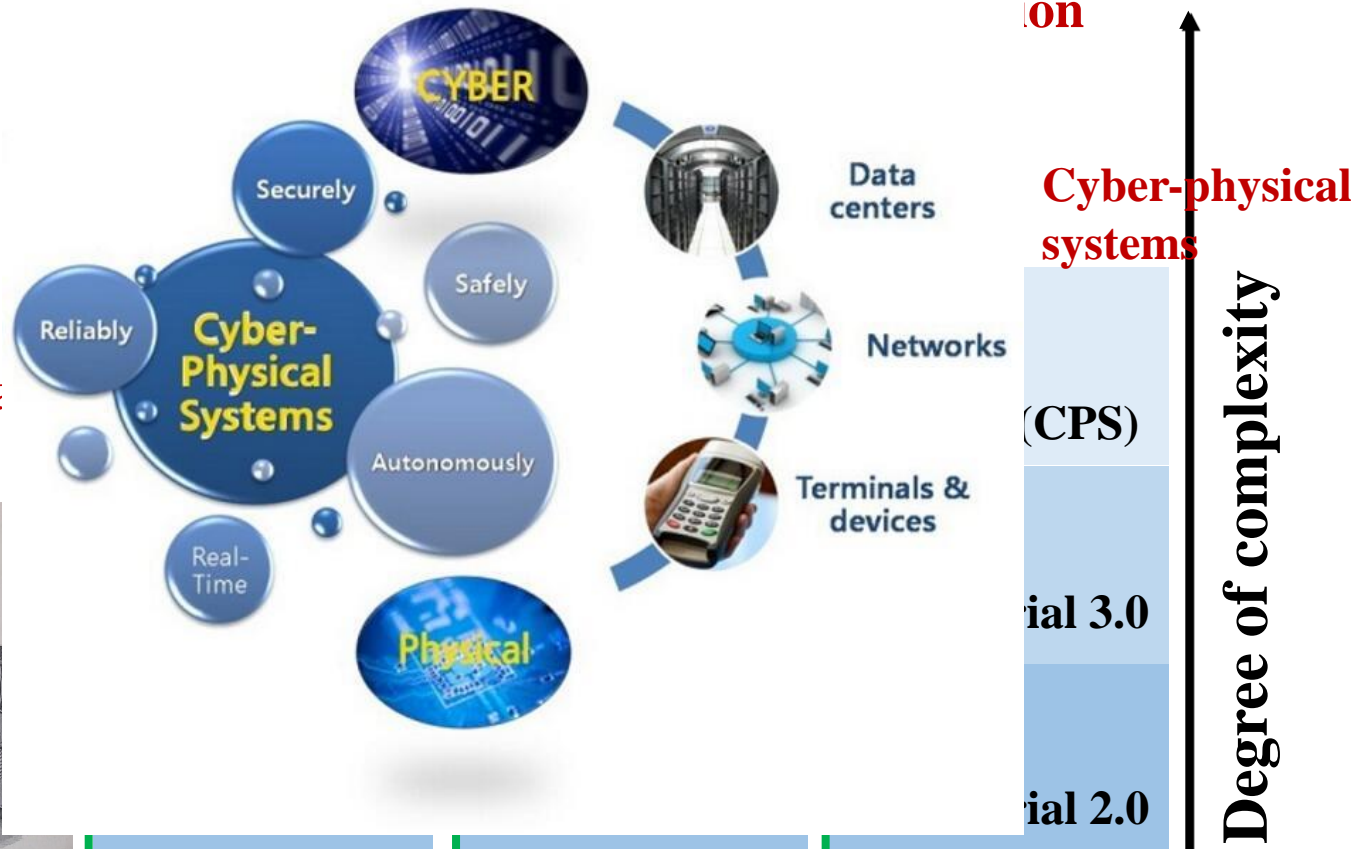 ion
CYBER
Securely
Data
centers
Cyber-physical
systems
Safely
Reliably
Cyber-
Physical
Systems
Networks
(CPS)
Autonomously
Terminals &
devices
Real-
Time
rial 3.0
Physical
rial 2.0
Degree of complexity